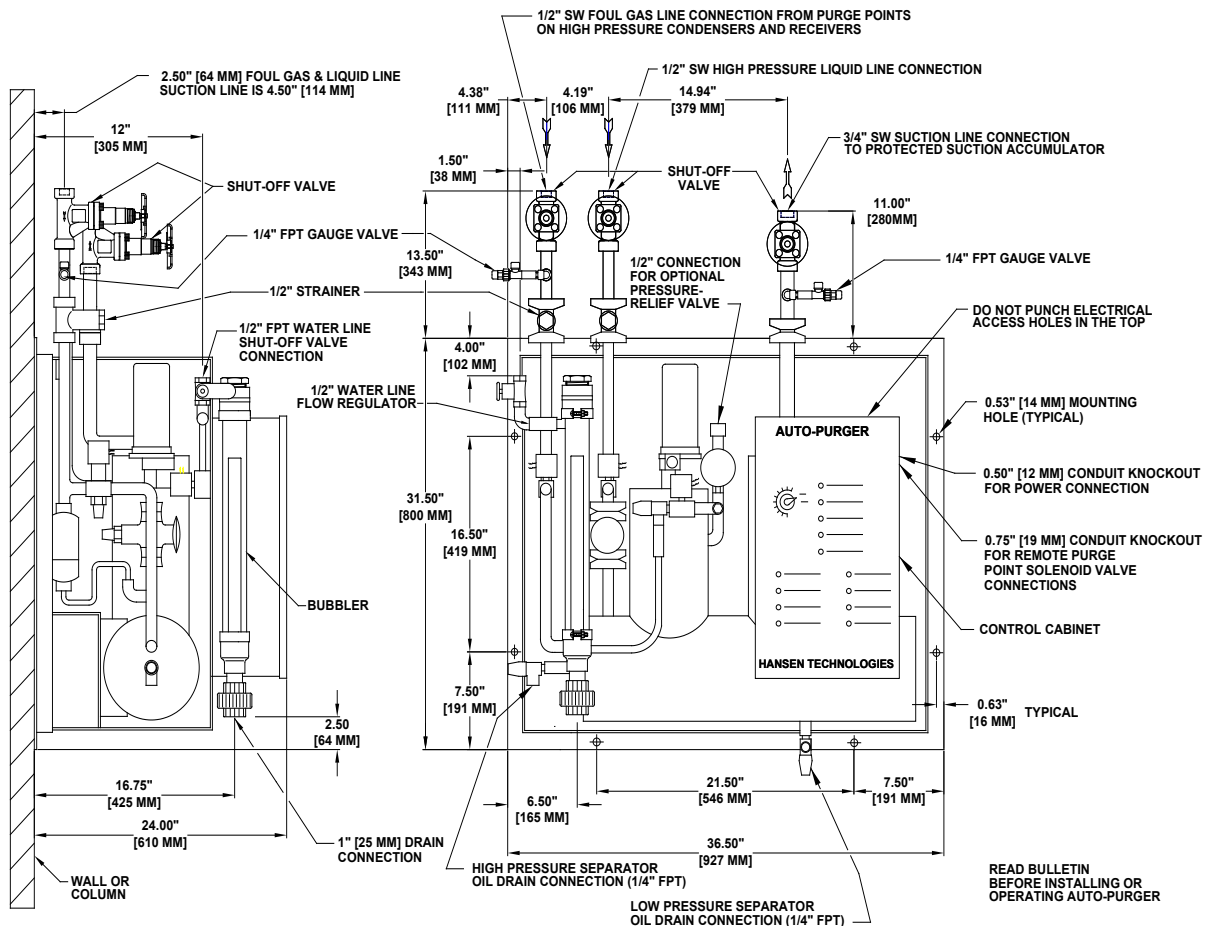 1/2" SW FOUL GAS LINE CONNECTION FROM PURGE POINTS
ON HIGH PRESSURE CONDENSERS AND RECEIVERS
2.50" [64 MM] FOUL GAS & LIQUID LINE
SUCTION LINE IS 4.50" [114 MM]
1/2" SW HIGH PRESSURE LIQUID LINE CONNECTION
4.38"
[111 MM]
4.19"
[106 MM]
14.94"
[379 MM]
12"
[305 MM]
3/4" SW SUCTION LINE CONNECTION
TO PROTECTED SUCTION ACCUMULATOR
1.50"
[38 MM]
SHUT-OFF VALVE
SHUT-OFF
VALVE
11.00"
[280MM]
1/4" FPT GAUGE VALVE
13.50"
[343 MM]
1/2" CONNECTION
FOR OPTIONAL
PRESSURE-
RELIEF VALVE
1/4" FPT GAUGE VALVE
1/2" STRAINER
DO NOT PUNCH ELECTRICAL
ACCESS HOLES IN THE TOP
1/2" FPT WATER LINE
SHUT-OFF VALVE
CONNECTION
4.00"
[102 MM]
1/2" WATER LINE
FLOW REGULATOR
0.53" [14 MM] MOUNTING
HOLE (TYPICAL)
AUTO-PURGER
0.50" [12 MM] CONDUIT KNOCKOUT
FOR POWER CONNECTION
31.50"
[800 MM]
16.50"
[419 MM]
0.75" [19 MM] CONDUIT KNOCKOUT
FOR REMOTE PURGE
POINT SOLENOID VALVE
CONNECTIONS
BUBBLER
CONTROL CABINET
HANSEN TECHNOLOGIES
7.50"
[191 MM]
0.63"
[16 MM]
TYPICAL
2.50
[64 MM]
16.75"
[425 MM]
21.50"
[546 MM]
7.50"
[191 MM]
6.50"
[165 MM]
24.00"
[610 MM]
1" [25 MM] DRAIN
CONNECTION
36.50"
[927 MM]
HIGH PRESSURE SEPARATOR
OIL DRAIN CONNECTION (1/4" FPT)
WALL OR
COLUMN
READ BULLETIN
BEFORE INSTALLING OR
OPERATING AUTO-PURGER
LOW PRESSURE SEPARATOR
OIL DRAIN CONNECTION (1/4" FPT)